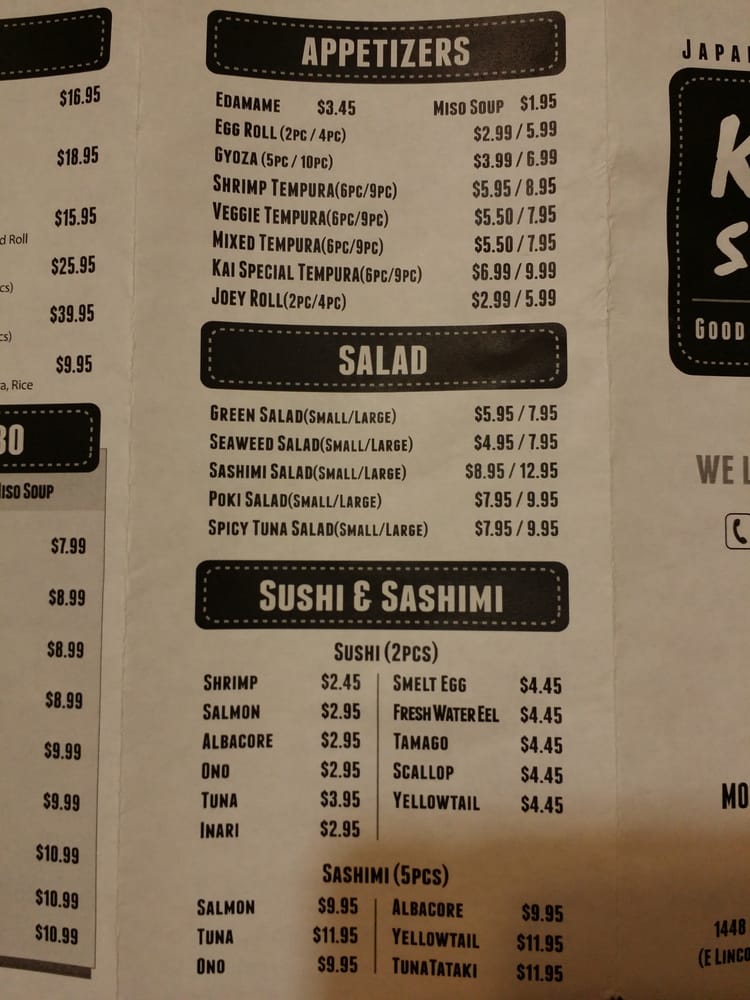 $16.95
$18.95
$15.95
d Roll
$25.95
cs)
$39.95
cs)
$9.95
a, Rice
BO
Miso Soup
$7.99
$8.99
$8.99
$8.99
$9.99
$9.99
$10.99
$10.99
$10.99
APPETIZERS
EDAMAME $3.45 MISO SOUP $1.95
EGG ROLL (2PC / 4PC) $2.99 / 5.99
GYOZA (5PC / 10PC) $3.99 / 6.99
SHRIMP TEMPURA(6PC/9PC) $5.95 / 8.95
VEGGIE TEMPURA(6PC/9PC) $5.50 / 7.95
MIXED TEMPURA(6PC/9PC) $5.50 / 7.95
KAI SPECIAL TEMPURA(6PC/9PC) $6.99 / 9.99
JOEY ROLL(2PC/4PC) $2.99 / 5.99
SALAD
GREEN SALAD(SMALL/LARGE) $5.95 / 7.95
SEAWEED SALAD(SMALL/LARGE) $4.95 / 7.95
SASHIMI SALAD(SMALL/LARGE) $8.95 / 12.95
POKI SALAD(SMALL/LARGE) $7.95 / 9.95
SPICY TUNA SALAD(SMALL/LARGE) $7.95 / 9.95
SUSHI & SASHIMI
SUSHI (2PCS)
SHRIMP $2.45 SMELT EGG $4.45
SALMON $2.95 FRESH WATER EEL $4.45
ALBACORE $2.95 TAMAGO $4.45
ONO $2.95 SCALLOP $4.45
TUNA $3.95 YELLOWTAIL $4.45
INARI $2.95
SASHIMI (5PCS)
SALMON $9.95 ALBACORE $9.95
TUNA $11.95 YELLOWTAIL $11.95
ONO $9.95 TUNATATAKI $11.95
JAPA
K
S
GOOD
WE L
MO
1448
(E LINCO